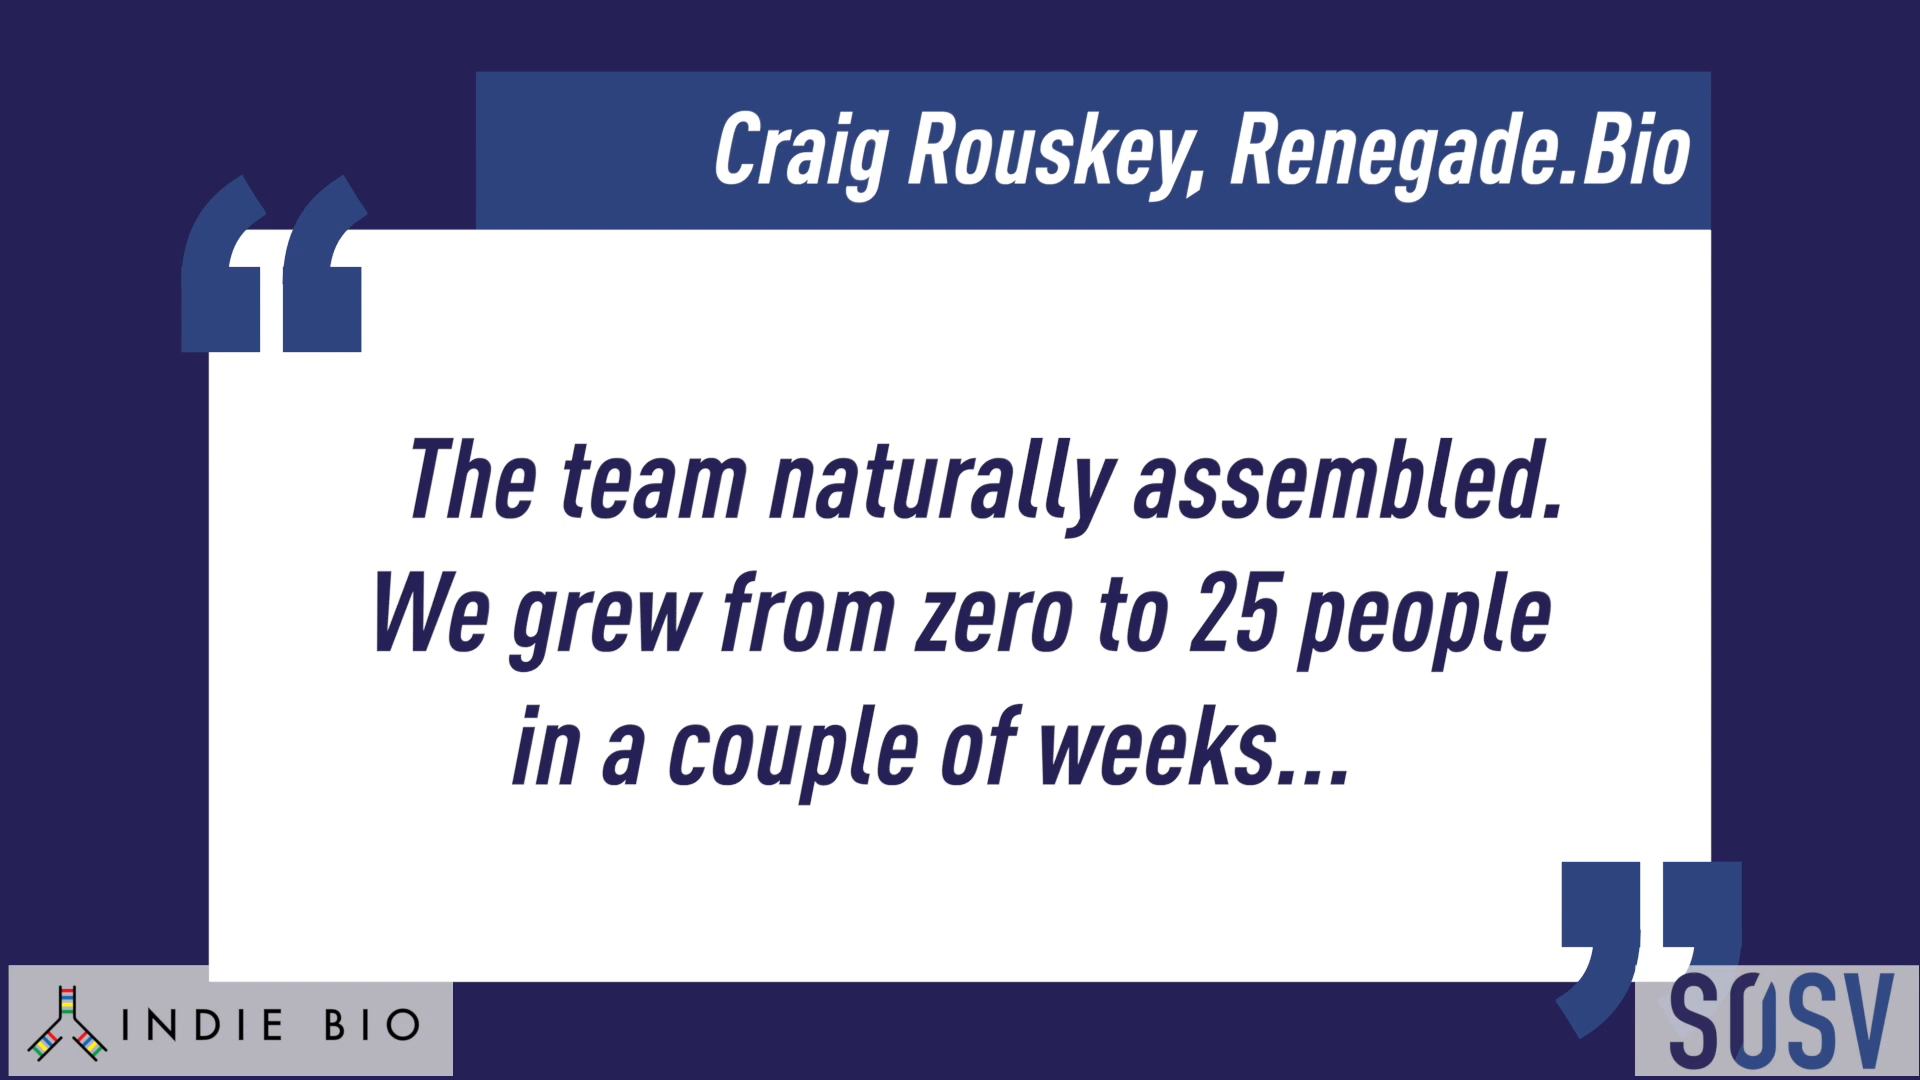 Craig Rouskey, Renegade.Bio
“
The team naturally assembled.
We grew from zero to 25 people
in a couple of weeks...
”
INDIE BIO
SOSV